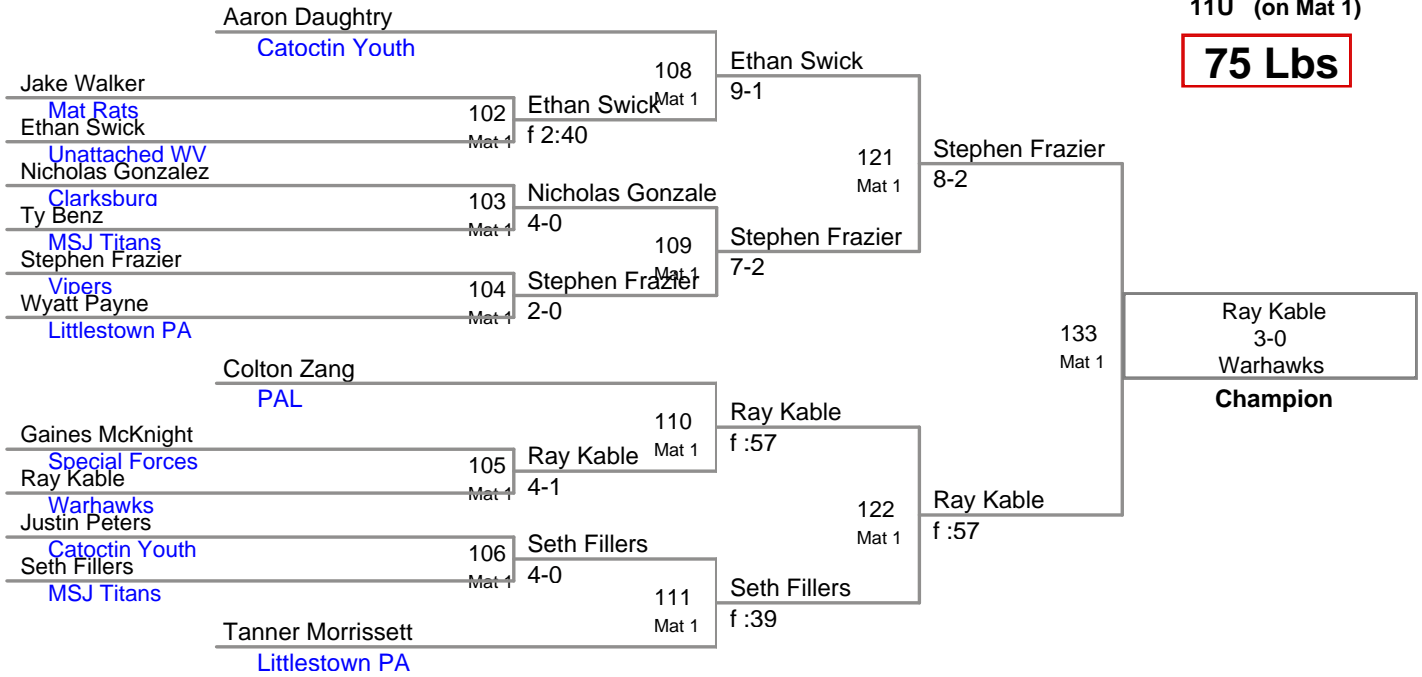 11U (on Mat 1)
75 Lbs
Aaron Daughtry
Catoctin Youth
Jake Walker
Mat Rats
Ethan Swick
Unattached WV
Nicholas Gonzalez
Clarksburg
Ty Benz
MSJ Titans
Stephen Frazier
Vipers
Wyatt Payne
Littlestown PA
Colton Zang
PAL
Gaines McKnight
Special Forces
Ray Kable
Warhawks
Justin Peters
Catoctin Youth
Seth Fillers
MSJ Titans
Tanner Morrissett
Littlestown PA
102
Mat 1
Ethan Swick
f 2:40
103
Mat 1
Nicholas Gonzale
4-0
104
Mat 1
Stephen Frazier
2-0
105
Mat 1
Ray Kable
4-1
106
Mat 1
Seth Fillers
4-0
108
Mat 1
Ethan Swick
9-1
109
Mat 1
Stephen Frazier
7-2
110
Mat 1
Ray Kable
f :57
111
Mat 1
Seth Fillers
f :39
121
Mat 1
Stephen Frazier
8-2
122
Mat 1
Ray Kable
f :57
133
Mat 1
Ray Kable
3-0
Warhawks
Champion